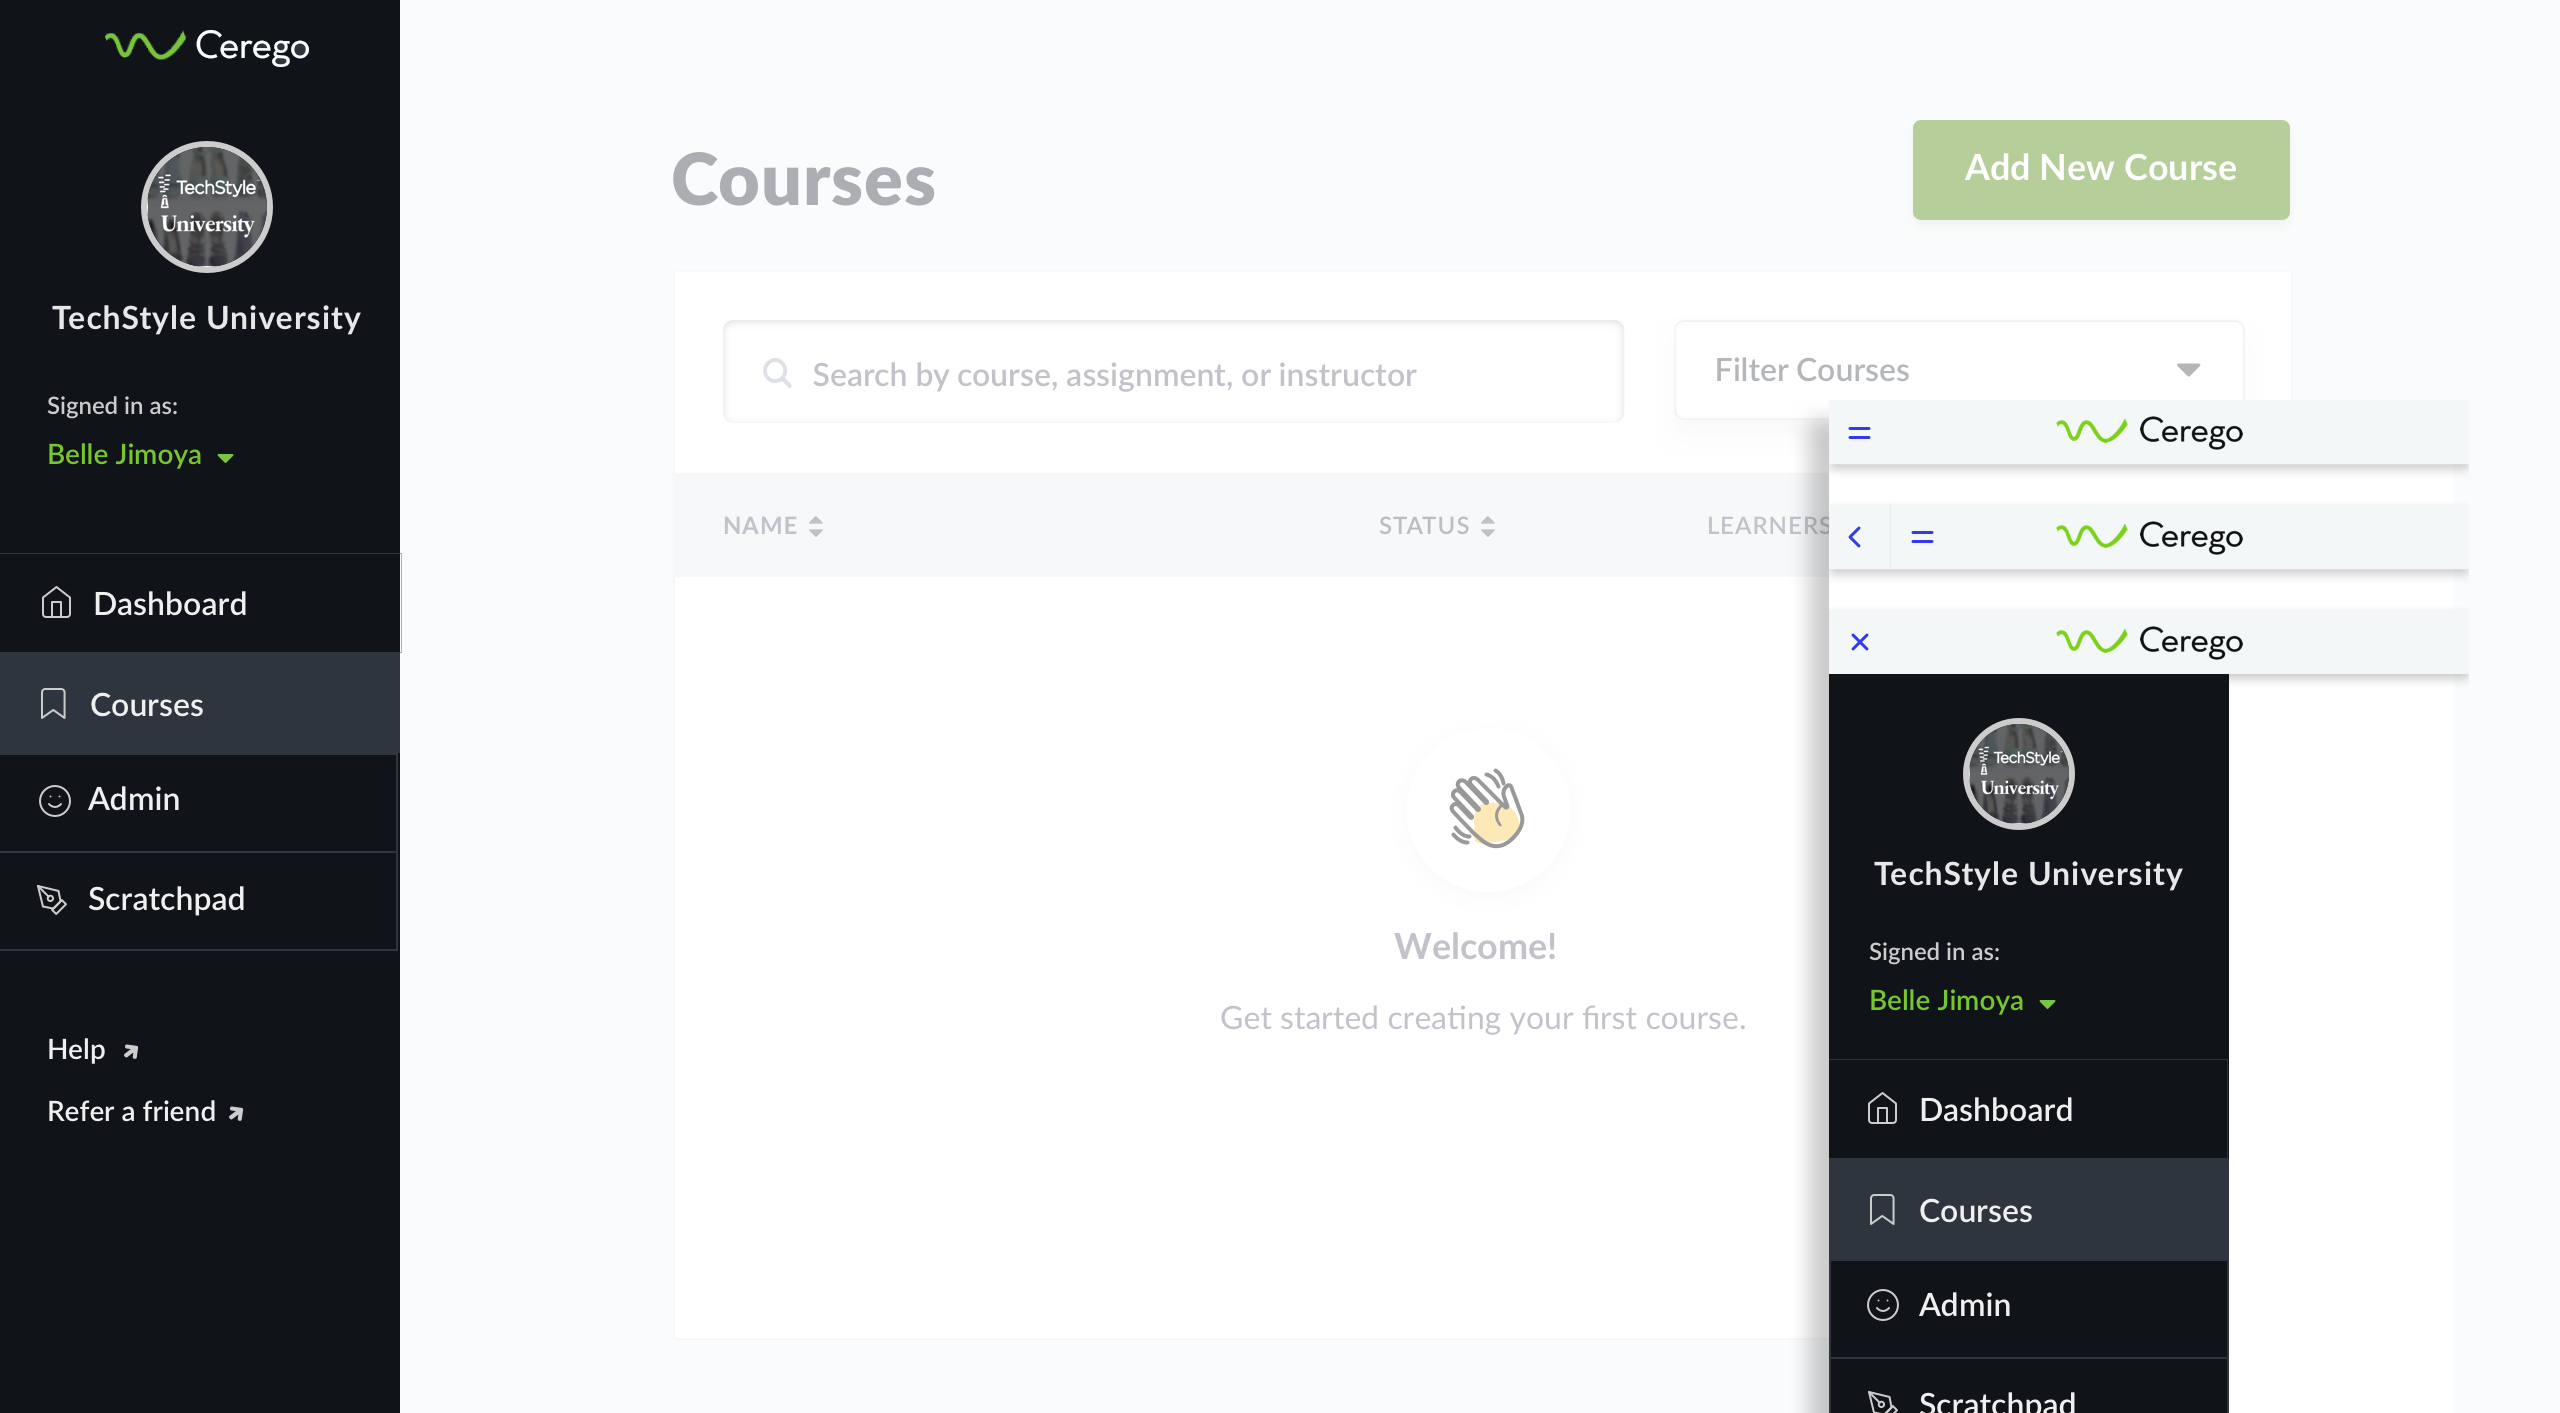 Cerego
TechStyle
University
TechStyle University
Signed in as:
Belle Jimoya
Dashboard
Courses
Admin
Scratchpad
Help
Refer a friend
Courses
Add New Course
Search by course, assignment, or instructor
Filter Courses
NAME
STATUS
LEARNERS
Welcome!
Get started creating your first course.
Cerego
Cerego
Cerego
TechStyle
University
TechStyle University
Signed in as:
Belle Jimoya
Dashboard
Courses
Admin
Scratchpad